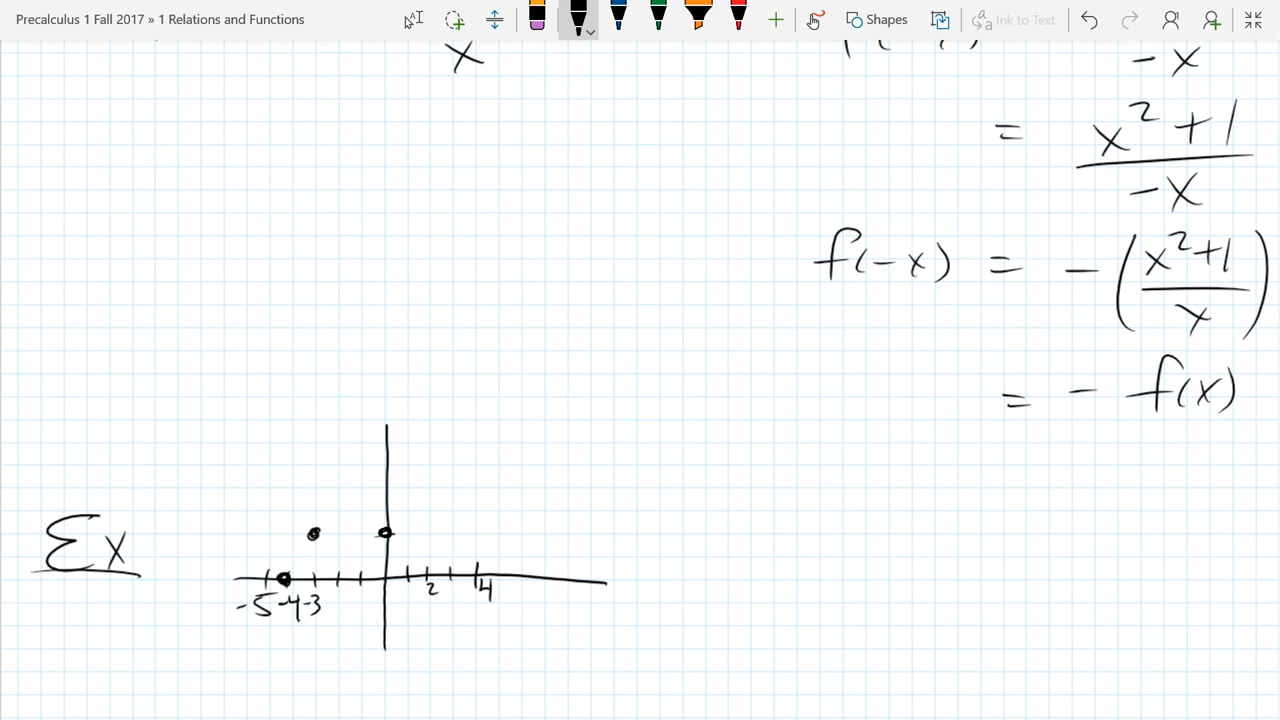 Precalculus 1 Fall 2017 » 1 Relations and Functions
Shapes
Ink to Text
x
- x
= x² + 1
- x
f(-x) = - (x²+1
x)
= - f(x)
Ex
2
4
-5 -4 -3